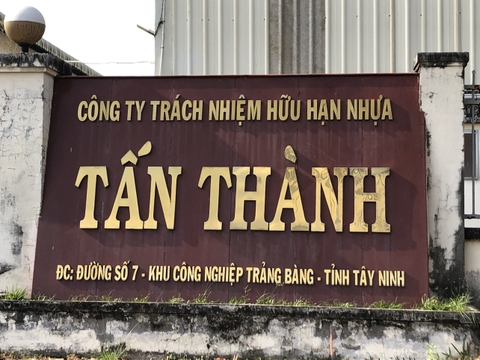 CÔNG TY TRÁCH NHIỆM HỮU HẠN NHỰA
TẤN THÀNH
ĐC: ĐƯỜNG SỐ 7 - KHU CÔNG NGHIỆP TRẢNG BÀNG - TỈNH TÂY NINH